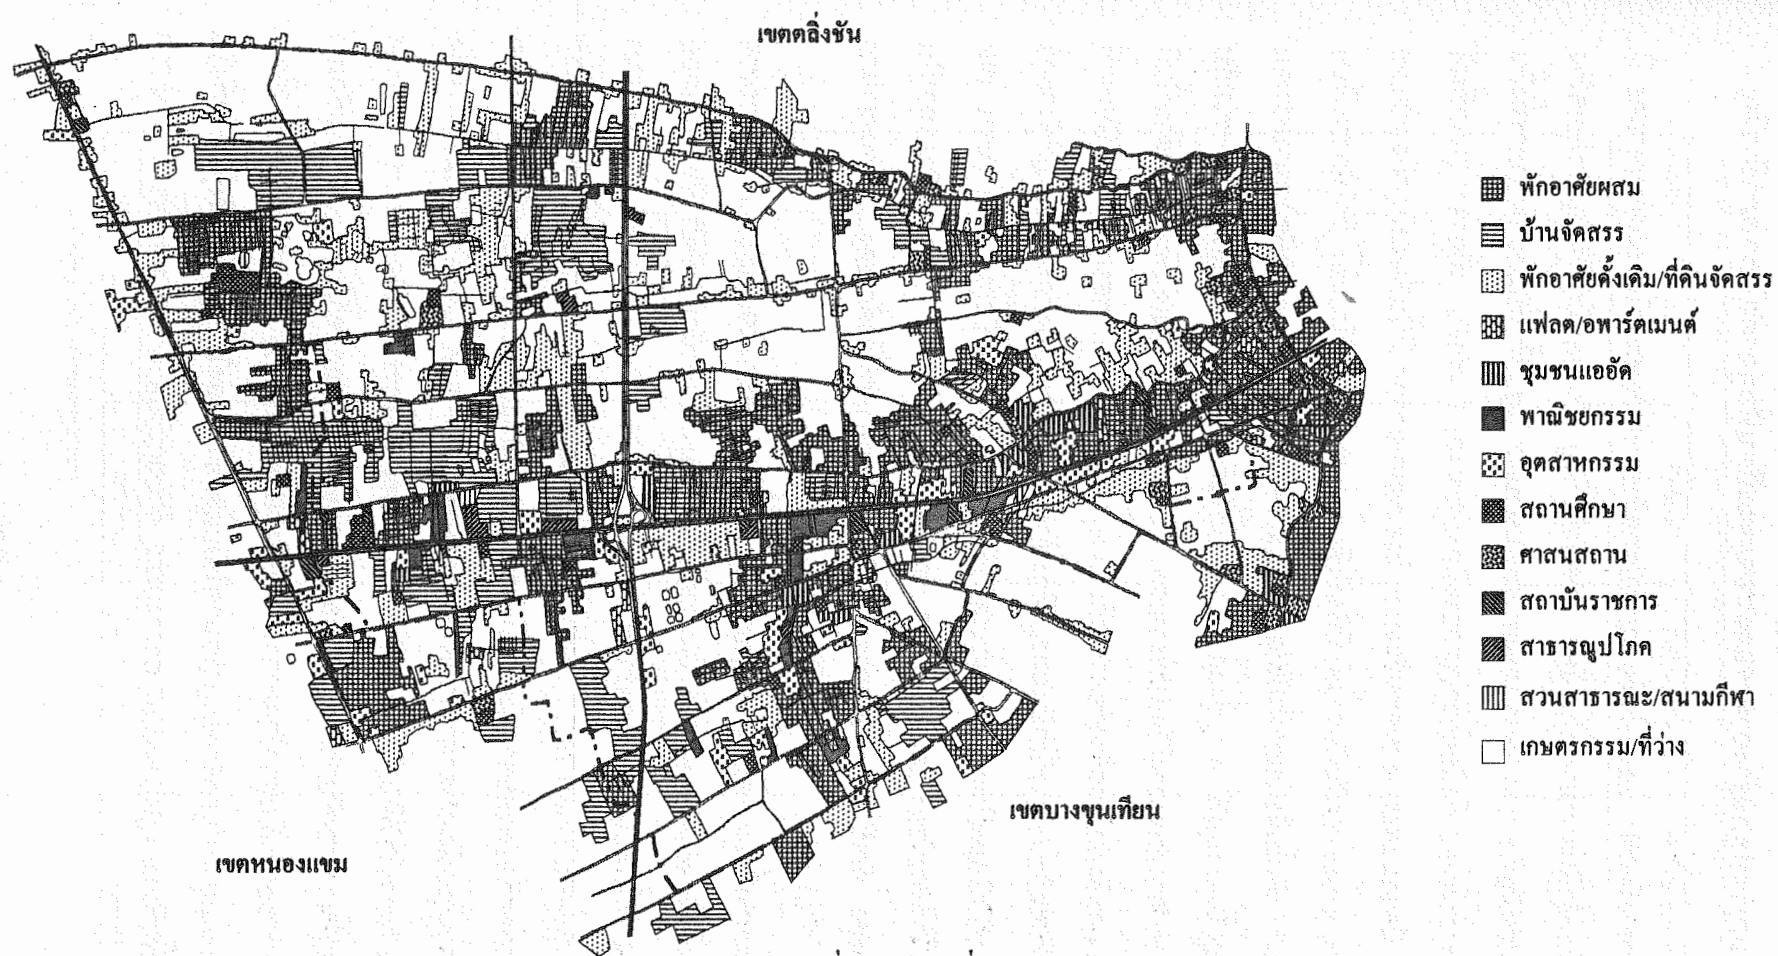 เขตตลิ่งชัน
พักอาศัยผสม
บ้านจัดสรร
พักอาศัยดั้งเดิม/ที่ดินจัดสรร
แฟลต/อพาร์ตเมนต์
ชุมชนแออัด
พาณิชยกรรม
อุตสาหกรรม
สถานศึกษา
ศาสนสถาน
สถาบันราชการ
สาธารณูปโภค
สวนสาธารณะ/สนามกีฬา
เกษตรกรรม/ที่ว่าง
เขตบางขุนเทียน
เขตหนองแขม